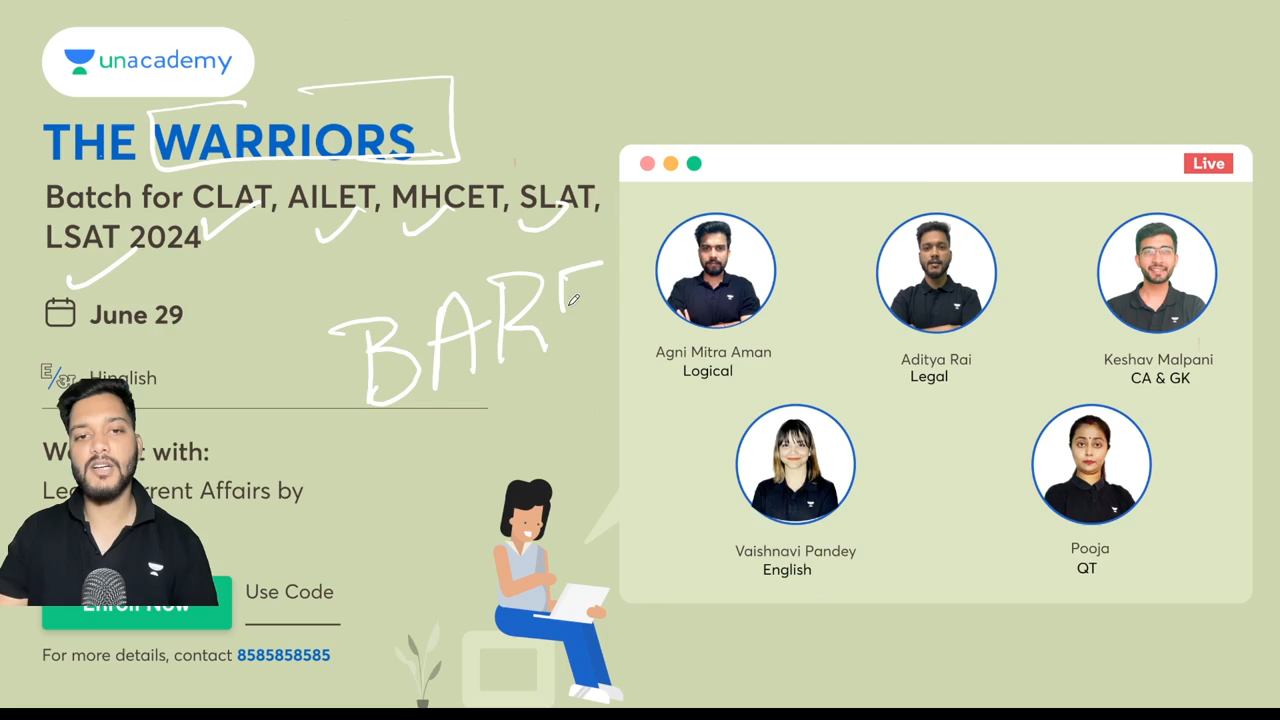 unacademy
THE WARRIORS
Batch for CLAT, AILET, MHCET, SLAT,
LSAT 2024
June 29
Hinglish
with:
Current Affairs by
Enroll Now
Use Code
For more details, contact 8585858585
BAR
Live
Agni Mitra Aman
Logical
Aditya Rai
Legal
Keshav Malpani
CA & GK
Vaishnavi Pandey
English
Pooja
QT